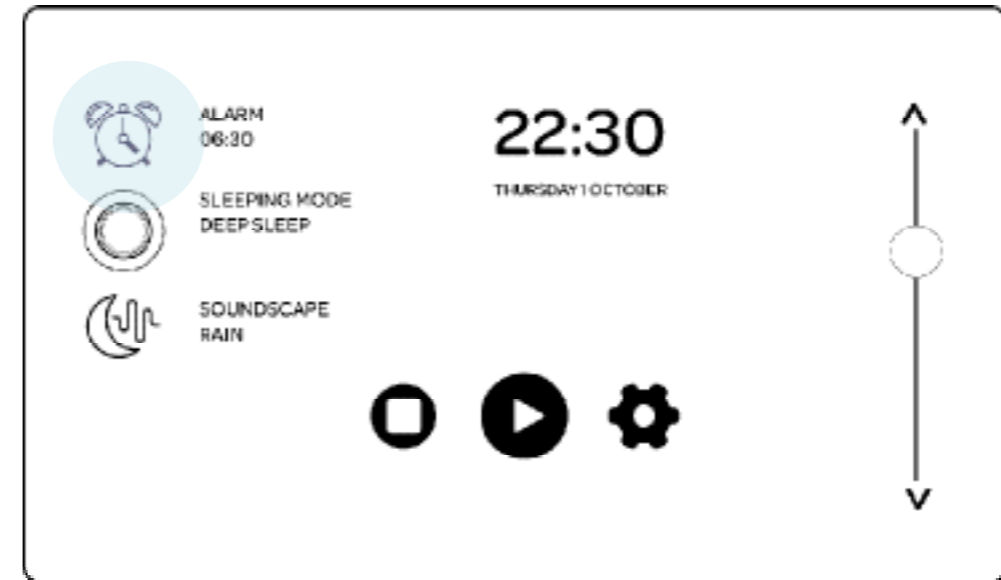 ALARM
06:30
22:30
THURSDAY 1 OCTOBER
SLEEPING MODE
DEEP SLEEP
SOUNDSCAPE
RAIN